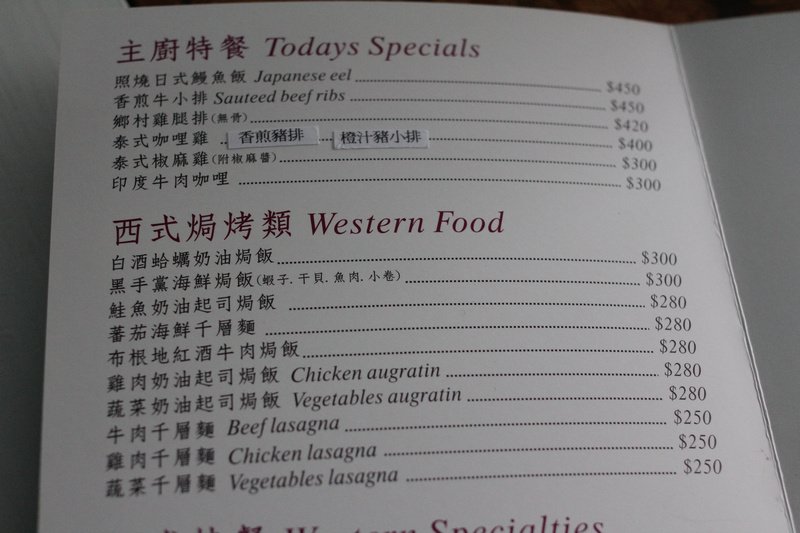 主廚特餐 Todays Specials
照燒日式鰻魚飯 Japanese eel $450
香煎牛小排 Sauteed beef ribs $450
鄉村雞腿排(無骨) $420
泰式咖哩雞 香煎豬排 橙汁豬小排 $400
泰式椒麻雞(附椒麻醬) $300
印度牛肉咖哩 $300
西式焗烤類 Western Food
白酒蛤蠣奶油焗飯 $300
黑手黨海鮮焗飯(蝦子.干貝.魚肉.小卷) $300
鮭魚奶油起司焗飯 $280
蕃茄海鮮千層麵 $280
布根地紅酒牛肉焗飯 $280
雞肉奶油起司焗飯 Chicken augratin $280
蔬菜奶油起司焗飯 Vegetables augratin $280
牛肉千層麵 Beef lasagna $250
雞肉千層麵 Chicken lasagna $250
蔬菜千層麵 Vegetables lasagna $250
Western Specialties